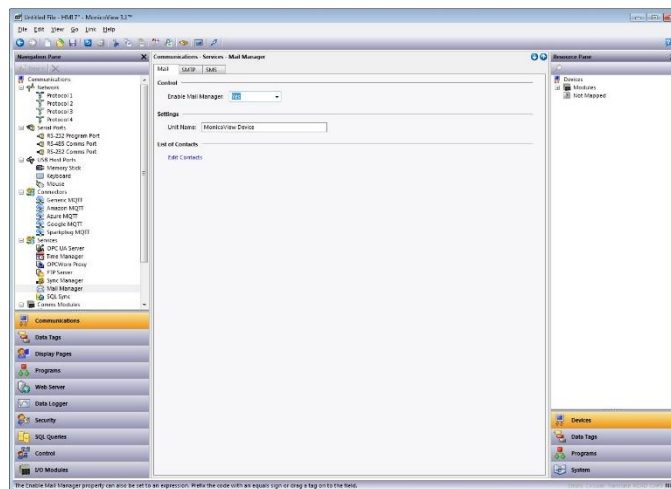 Untitled File - HMI 7" - MonicoView 3.1™
File Edit View Go Link Help
Navigation Pane
Communications
Network
Protocol 1
Protocol 2
Protocol 3
Protocol 4
Serial Ports
RS-232 Program Port
RS-485 Comms Port
RS-232 Comms Port
USB Host Ports
Memory Stick
Keyboard
Mouse
Connectors
Generic MQTT
Amazon MQTT
Azure MQTT
Google MQTT
Sparkplug MQTT
Services
OPC UA Server
Time Manager
OPCWorx Proxy
FTP Server
Sync Manager
Mail Manager
SQL Sync
Comms Modules
Communications
Data Tags
Display Pages
Programs
Web Server
Data Logger
Security
SQL Queries
Control
I/O Modules
Communications - Services - Mail Manager
Mail SMTP SMS
Control
Enable Mail Manager: Yes
Settings
Unit Name: MonicoView Device
List of Contacts
Edit Contacts
Resource Pane
Devices
Modules
Not Mapped
Devices
Data Tags
Programs
System
The Enable Mail Manager property can also be set to an expression. Prefix the code with an equals sign or drag a tag on to the field.